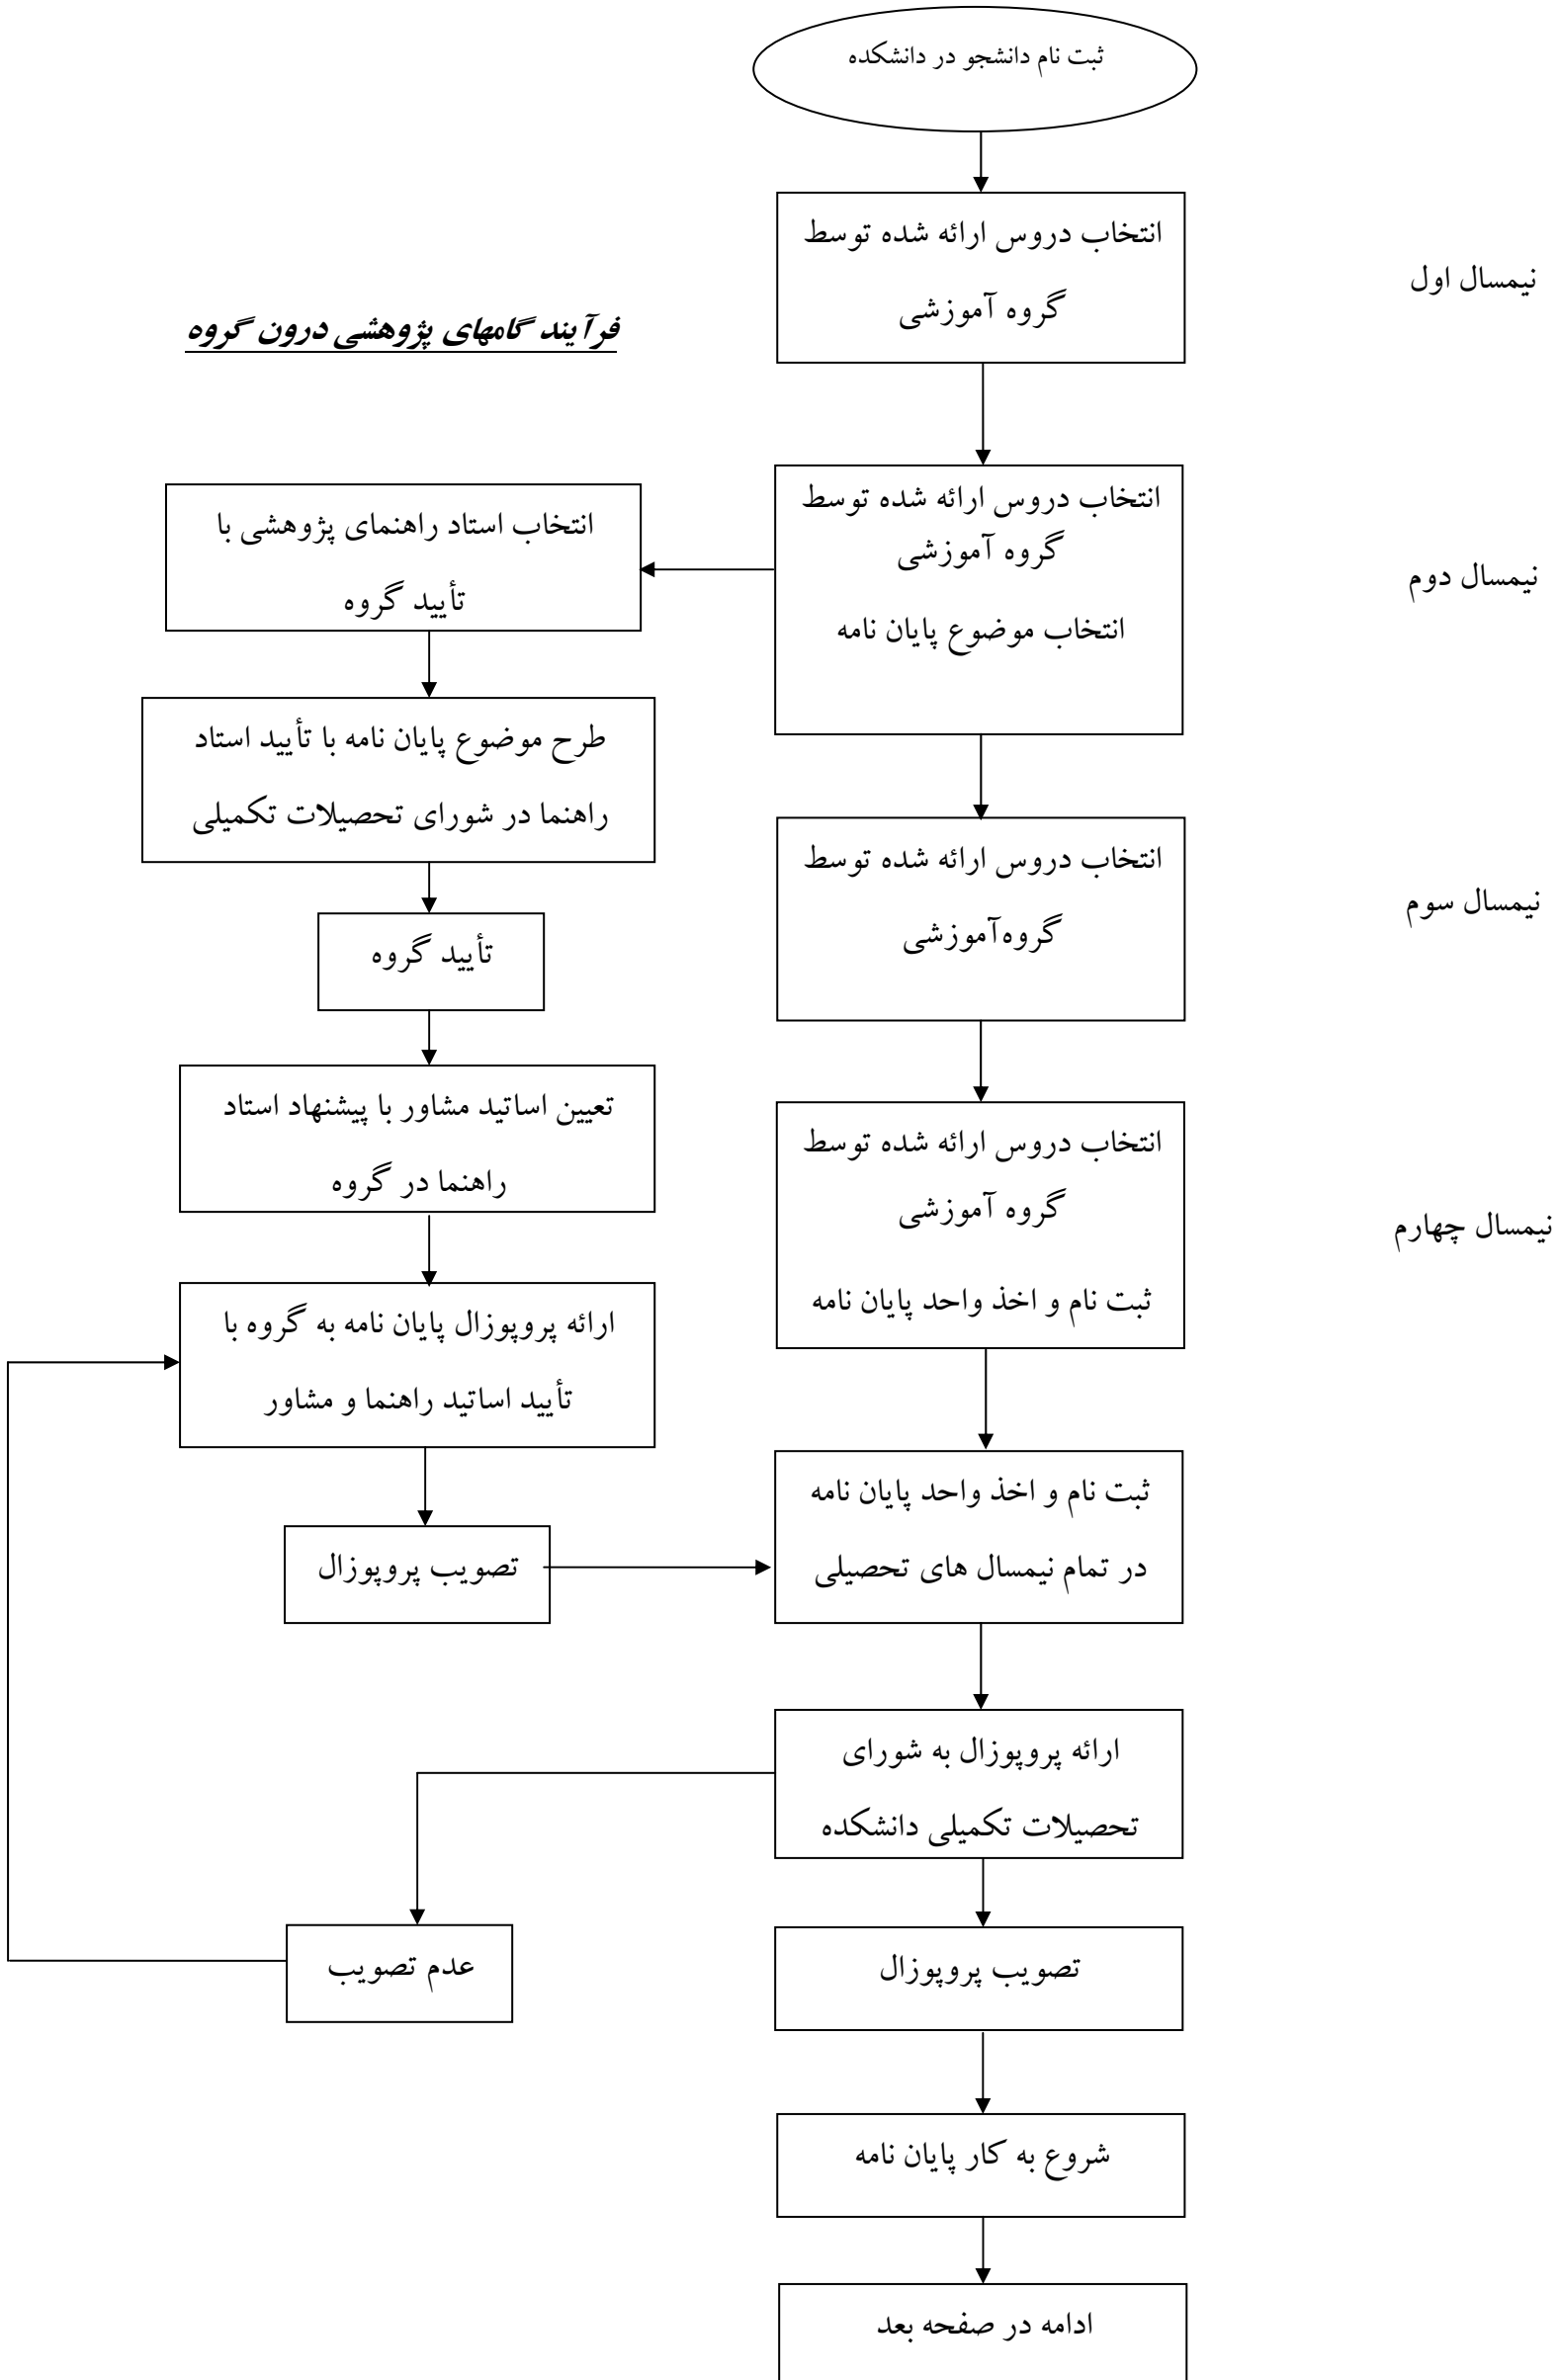 ثبت نام دانشجو در دانشکده
انتخاب دروس ارائه شده توسط
گروه آموزشی
نیمسال اول
فرآیند گامهای پژوهشی درون گروه
انتخاب دروس ارائه شده توسط
گروه آموزشی
انتخاب موضوع پایان نامه
نیمسال دوم
انتخاب استاد راهنمای پژوهشی با
تأیید گروه
طرح موضوع پایان نامه با تأیید استاد
راهنما در شورای تحصیلات تکمیلی
انتخاب دروس ارائه شده توسط
گروه‌آموزشی
نیمسال سوم
تأیید گروه
تعیین اساتید مشاور با پیشنهاد استاد
راهنما در گروه
انتخاب دروس ارائه شده توسط
گروه آموزشی
ثبت نام و اخذ واحد پایان نامه
نیمسال چهارم
ارائه پروپوزال پایان نامه به گروه با
تأیید اساتید راهنما و مشاور
ثبت نام و اخذ واحد پایان نامه
در تمام نیمسال های تحصیلی
تصویب پروپوزال
ارائه پروپوزال به شورای
تحصیلات تکمیلی دانشکده
عدم تصویب
تصویب پروپوزال
شروع به کار پایان نامه
ادامه در صفحه بعد